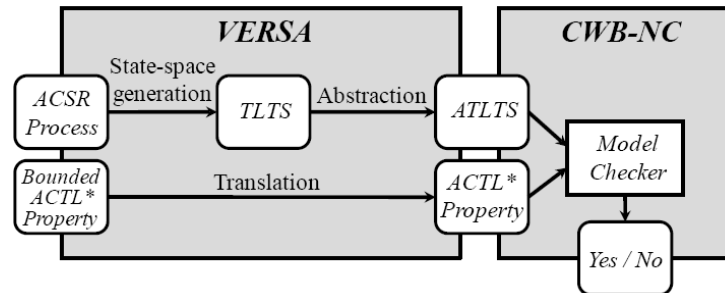 VERSA
CWB-NC
State-space
generation
Abstraction
ACSR
Process
TLTS
ATLTS
Model
Checker
Bounded
ACTL*
Property
Translation
ACTL*
Property
Yes / No